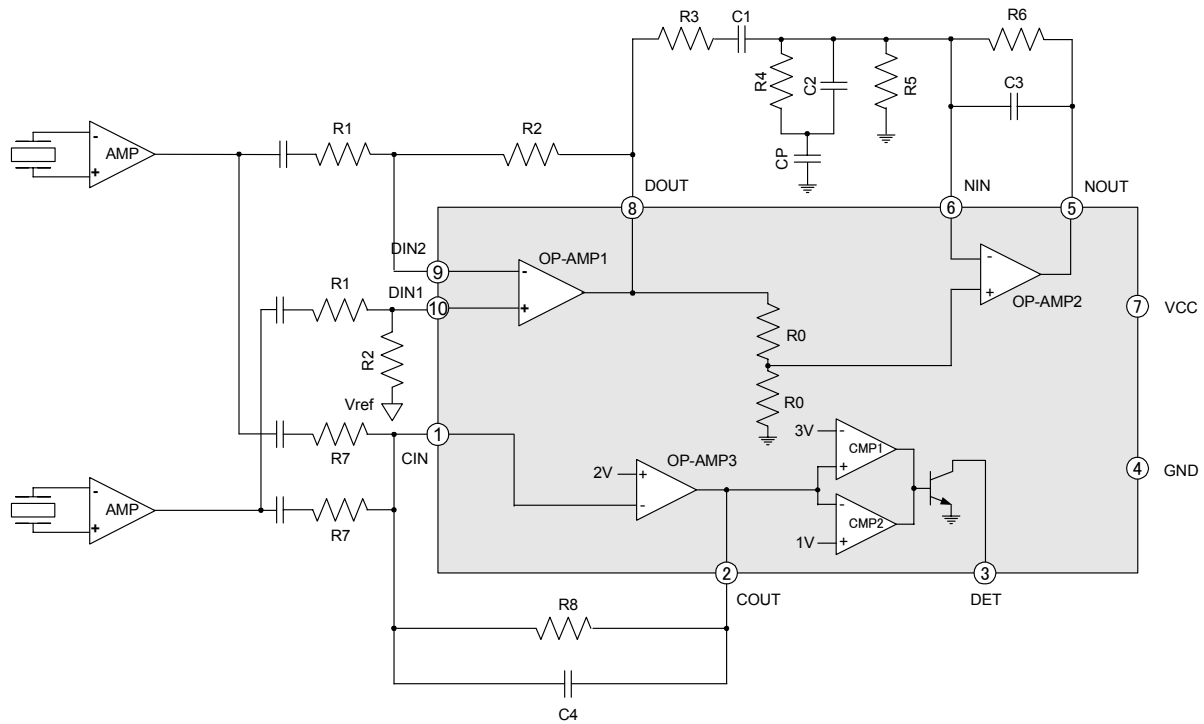 R3
C1
R6
R4
C2
R5
C3
CP
- AMP +
R1
R2
DOUT
8
NIN
6
NOUT
5
DIN2
9
- OP-AMP1 +
R1
DIN1
10
- OP-AMP2 +
7 VCC
R2
R0
Vref
R0
1
CIN
R7
OP-AMP3
3V
- CMP1 +
2V
+ -
4 GND
- AMP +
R7
- CMP2 +
1V
2
COUT
3
DET
R8
C4